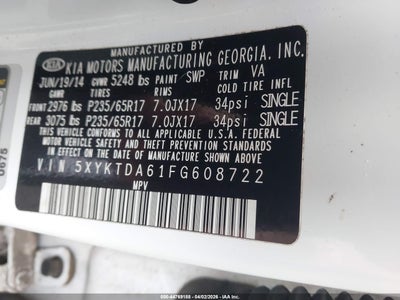 MANUFACTURED BY
KIA KIA MOTORS MANUFACTURING GEORGIA, INC.
JUN/19/14 GVWR 5248 lbs PAINT SWP TRIM VA
GAWR TIRES RIMS COLD TIRE INFL
FRONT 2976 lbs P235/65R17 7.0JX17 34psi SINGLE
REAR 3075 lbs P235/65R17 7.0JX17 34psi SINGLE
THIS VEHICLE CONFORMS TO ALL APPLICABLE U.S.A. FEDERAL MOTOR
VEHICLE SAFETY AND THEFT PREVENTION STANDARDS IN EFFECT ON
THE DATE OF MANUFACTURE SHOWN ABOVE.
VIN 5XYKTDA61FG608722
MPV
0675